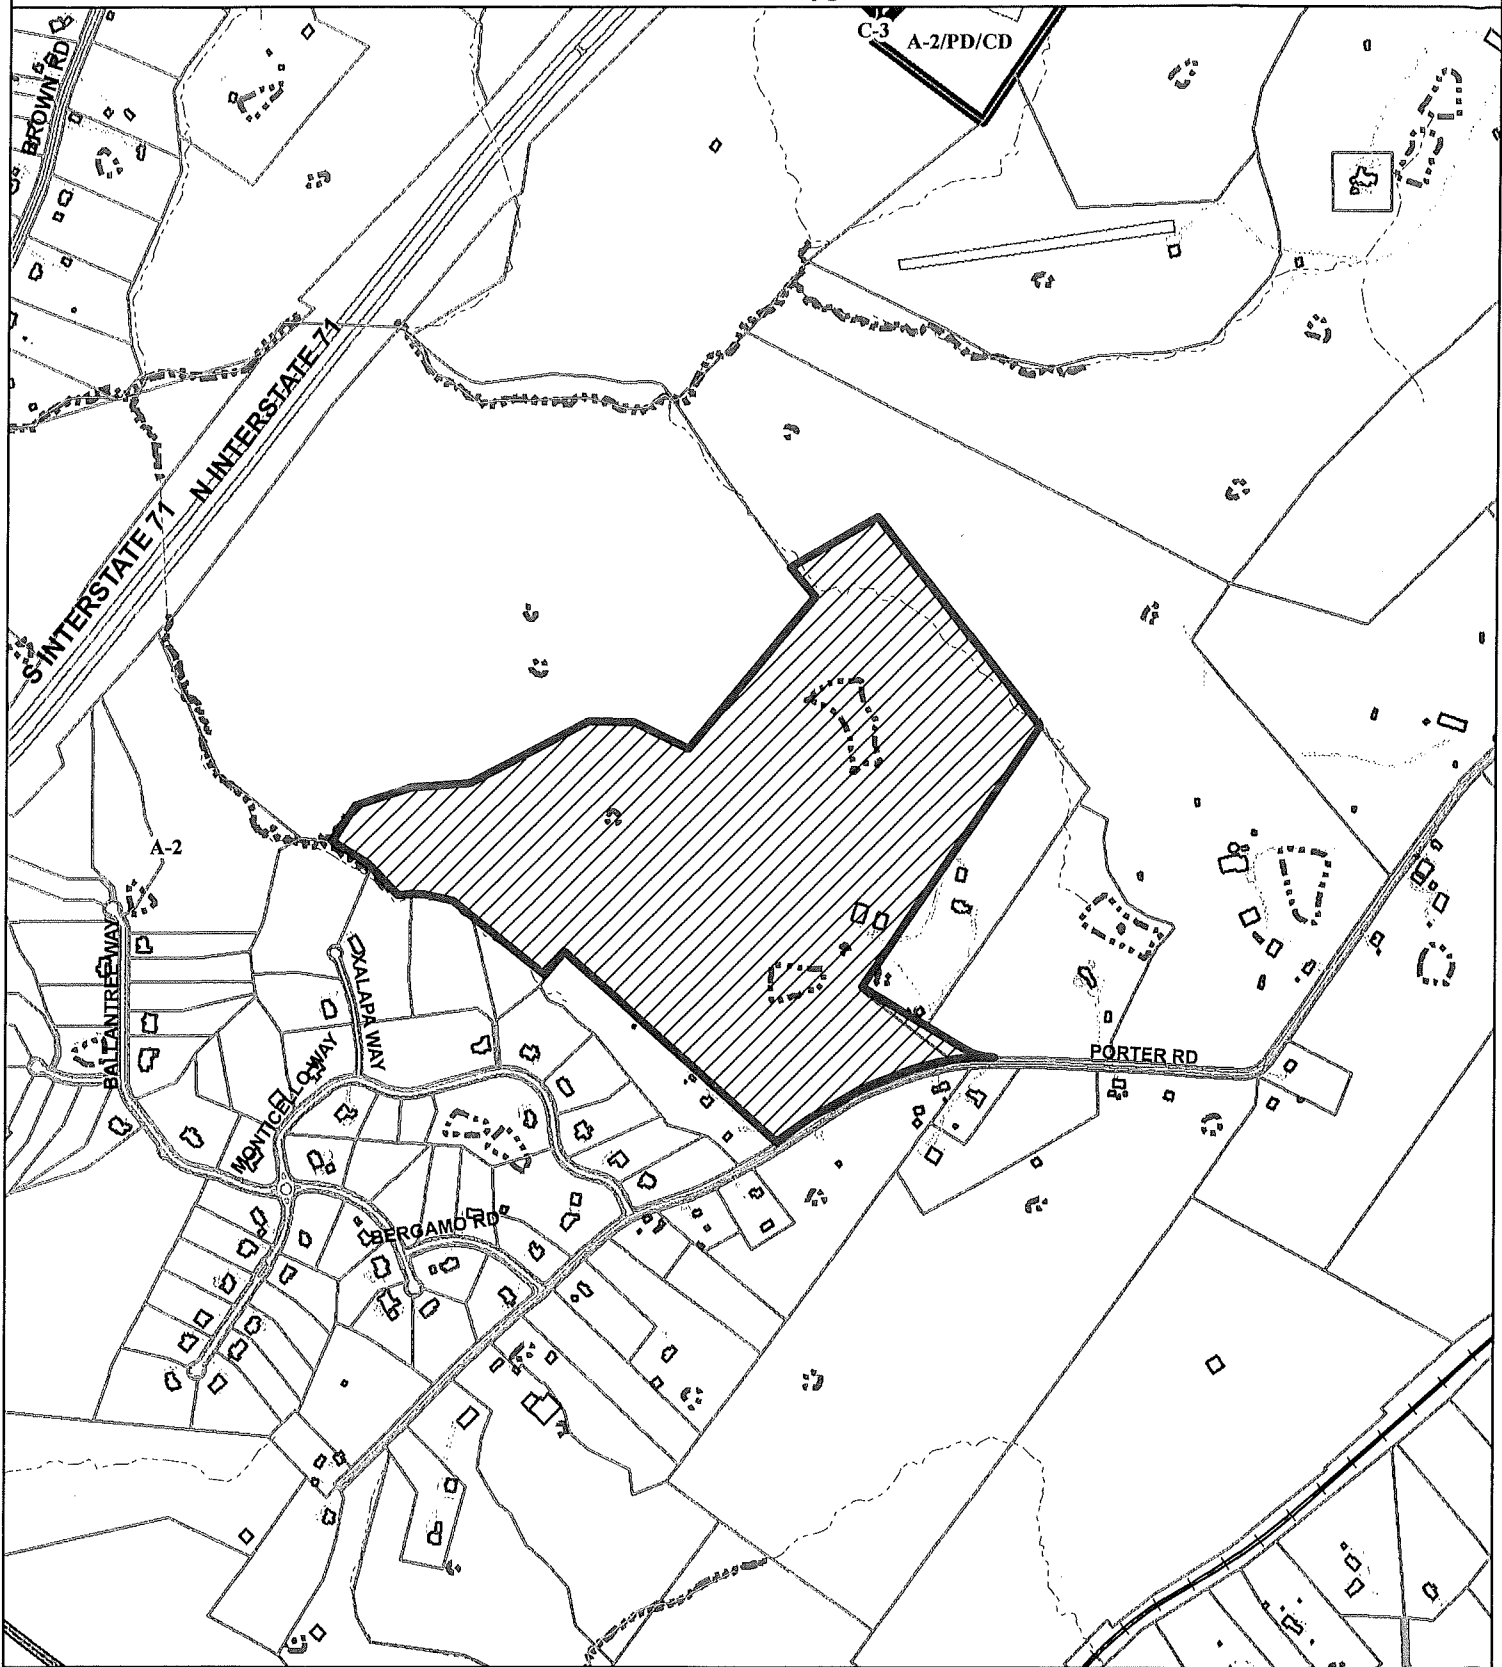 C-3
A-2/PD/CD
BROWN RD
N INTERSTATE 71
S INTERSTATE 71
A-2
BALLANTREE WAY
XALAPA WAY
MONTICELLO WAY
PORTER RD
BERGAMO RD